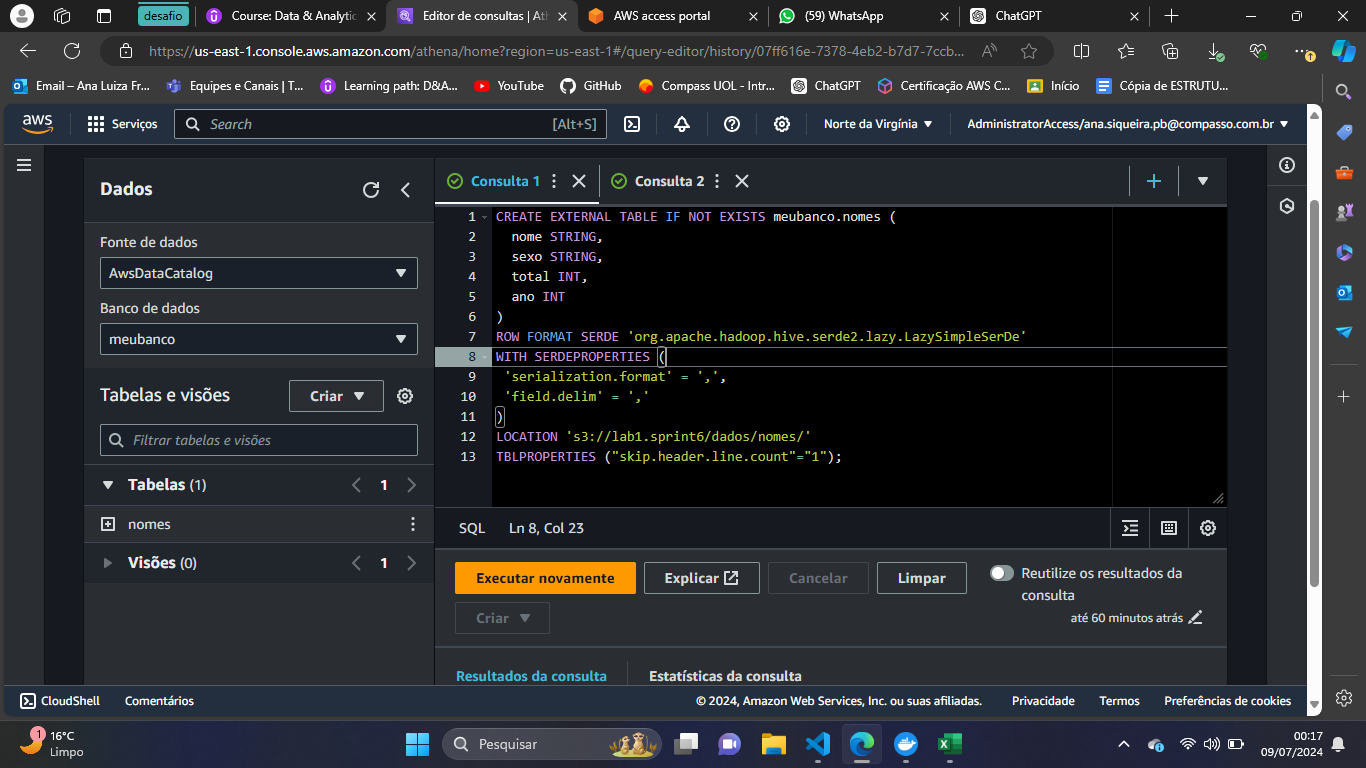 desafio
Course: Data & Analytic
Editor de consultas | Ath
AWS access portal
(59) WhatsApp
ChatGPT
https://us-east-1.console.aws.amazon.com/athena/home?region=us-east-1#/query-editor/history/07ff616e-7378-4eb2-b7d7-7ccb...
Email – Ana Luiza Fr...
Equipes e Canais | T...
Learning path: D&A...
YouTube
GitHub
Compass UOL - Intr...
ChatGPT
Certificação AWS C...
Início
Cópia de ESTRUTU...
aws
Serviços
Search
[Alt+S]
Norte da Virgínia
AdministratorAccess/ana.siqueira.pb@compasso.com.br
Dados
Fonte de dados
AwsDataCatalog
Banco de dados
meubanco
Tabelas e visões
Criar
Filtrar tabelas e visões
Tabelas (1)
1
nomes
Visões (0)
1
Consulta 1
Consulta 2
1 CREATE EXTERNAL TABLE IF NOT EXISTS meubanco.nomes (
2 nome STRING,
3 sexo STRING,
4 total INT,
5 ano INT
6 )
7 ROW FORMAT SERDE 'org.apache.hadoop.hive.serde2.lazy.LazySimpleSerDe'
8 WITH SERDEPROPERTIES (
9 'serialization.format' = ',',
10 'field.delim' = ','
11 )
12 LOCATION 's3://lab1.sprint6/dados/nomes/'
13 TBLPROPERTIES ("skip.header.line.count"="1");
SQL
Ln 8, Col 23
Executar novamente
Explicar
Cancelar
Limpar
Reutilize os resultados da
consulta
até 60 minutos atrás
Criar
Resultados da consulta
Estatísticas da consulta
CloudShell
Comentários
© 2024, Amazon Web Services, Inc. ou suas afiliadas.
Privacidade
Termos
Preferências de cookies
1
16°C
Limpo
Pesquisar
00:17
09/07/2024